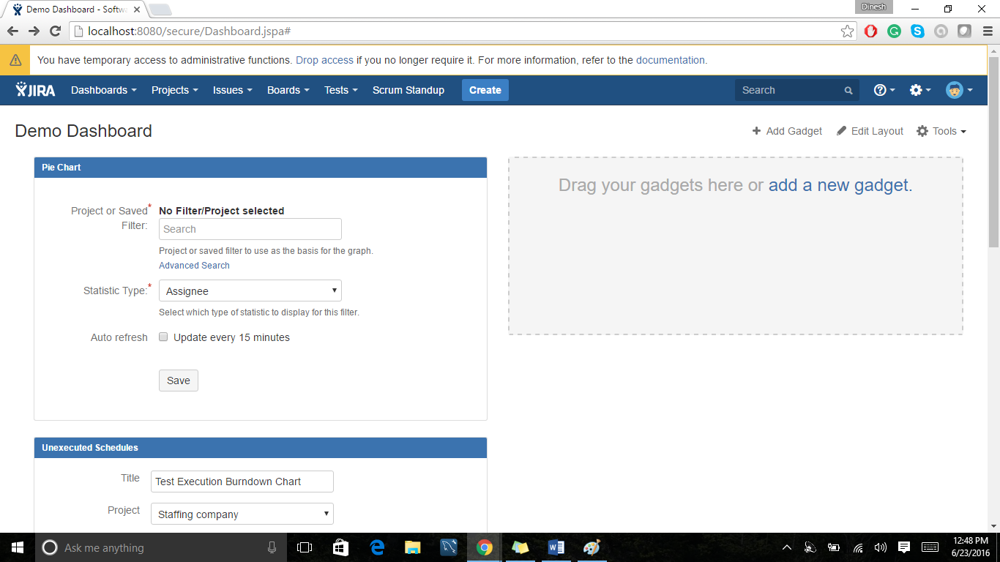 Demo Dashboard - Softw
Dinesh
localhost:8080/secure/Dashboard.jspa#
You have temporary access to administrative functions. Drop access if you no longer require it. For more information, refer to the documentation.
JIRA Dashboards Projects Issues Boards Tests Scrum Standup Create Search
Demo Dashboard
+ Add Gadget Edit Layout Tools
Pie Chart
Project or Saved Filter:*
No Filter/Project selected
Search
Project or saved filter to use as the basis for the graph.
Advanced Search
Statistic Type:*
Assignee
Select which type of statistic to display for this filter.
Auto refresh
Update every 15 minutes
Save
Drag your gadgets here or add a new gadget.
Unexecuted Schedules
Title
Test Execution Burndown Chart
Project
Staffing company
Ask me anything
12:48 PM
6/23/2016